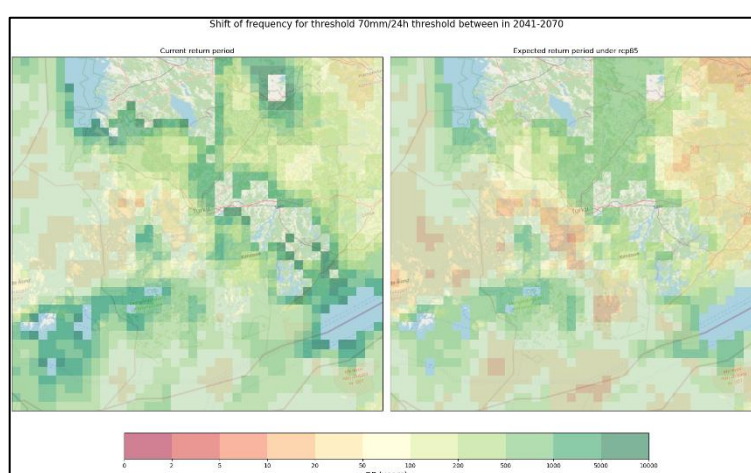 Shift of frequency for threshold 70mm/24h threshold between in 2041-2070
Current return period
Expected return period under rcp85
0 2 5 10 20 50 100 200 500 1000 5000 10000